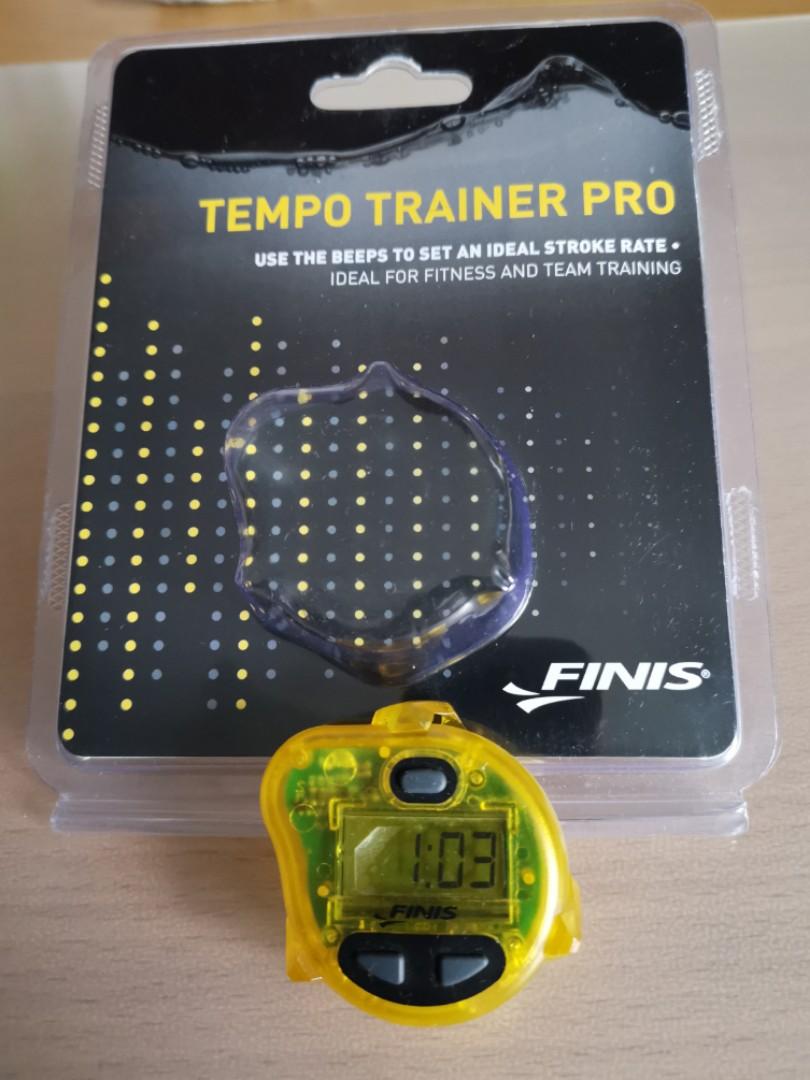 TEMPO TRAINER PRO
USE THE BEEPS TO SET AN IDEAL STROKE RATE •
IDEAL FOR FITNESS AND TEAM TRAINING
FINIS®
1:03
FINIS